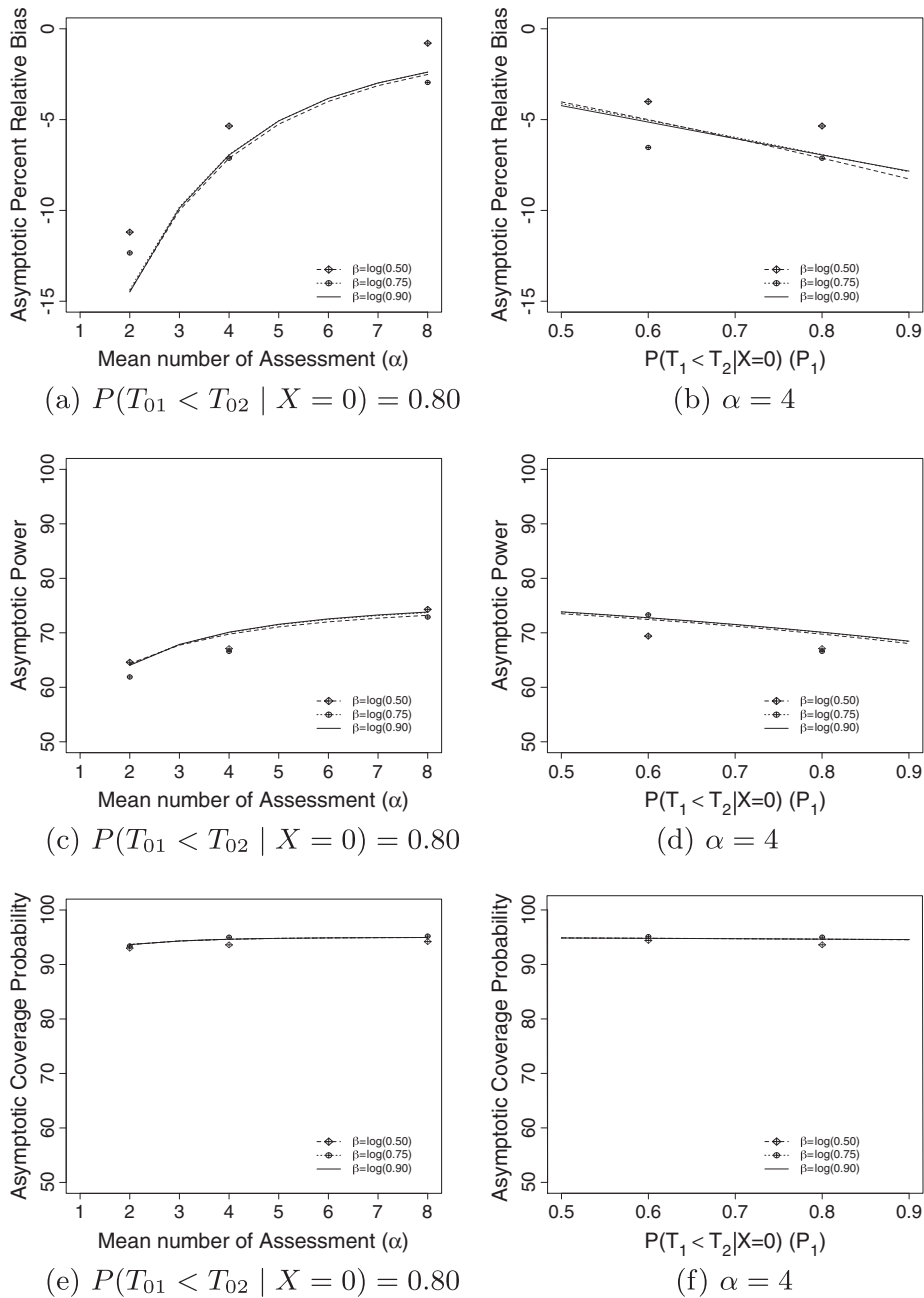 Asymptotic Percent Relative Bias
0
-5
-10
-15
β=log(0.50)
β=log(0.75)
β=log(0.90)
1 2 3 4 5 6 7 8
Mean number of Assessment (α)
(a) P(T₀₁ < T₀₂ | X = 0) = 0.80
Asymptotic Percent Relative Bias
0
-5
-10
-15
β=log(0.50)
β=log(0.75)
β=log(0.90)
0.5 0.6 0.7 0.8 0.9
P(T₁ < T₂|X=0) (P₁)
(b) α = 4
Asymptotic Power
100
90
80
70
60
50
β=log(0.50)
β=log(0.75)
β=log(0.90)
1 2 3 4 5 6 7 8
Mean number of Assessment (α)
(c) P(T₀₁ < T₀₂ | X = 0) = 0.80
Asymptotic Power
100
90
80
70
60
50
β=log(0.50)
β=log(0.75)
β=log(0.90)
0.5 0.6 0.7 0.8 0.9
P(T₁ < T₂|X=0) (P₁)
(d) α = 4
Asymptotic Coverage Probability
100
90
80
70
60
50
β=log(0.50)
β=log(0.75)
β=log(0.90)
1 2 3 4 5 6 7 8
Mean number of Assessment (α)
(e) P(T₀₁ < T₀₂ | X = 0) = 0.80
Asymptotic Coverage Probability
100
90
80
70
60
50
β=log(0.50)
β=log(0.75)
β=log(0.90)
0.5 0.6 0.7 0.8 0.9
P(T₁ < T₂|X=0) (P₁)
(f) α = 4